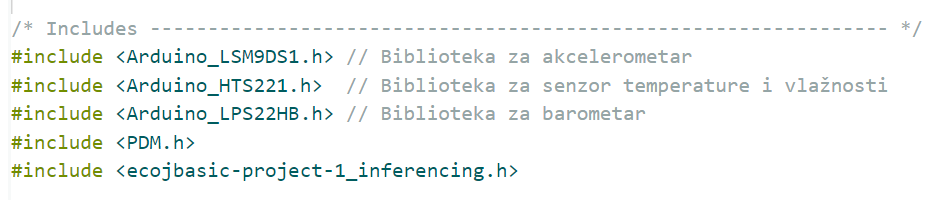 /* Includes ---------------------------------------------------------------- */
#include <Arduino_LSM9DS1.h> // Biblioteka za akcelerometar
#include <Arduino_HTS221.h>  // Biblioteka za senzor temperature i vlažnosti
#include <Arduino_LPS22HB.h> // Biblioteka za barometar
#include <PDM.h>
#include <ecojbasic-project-1_inferencing.h>